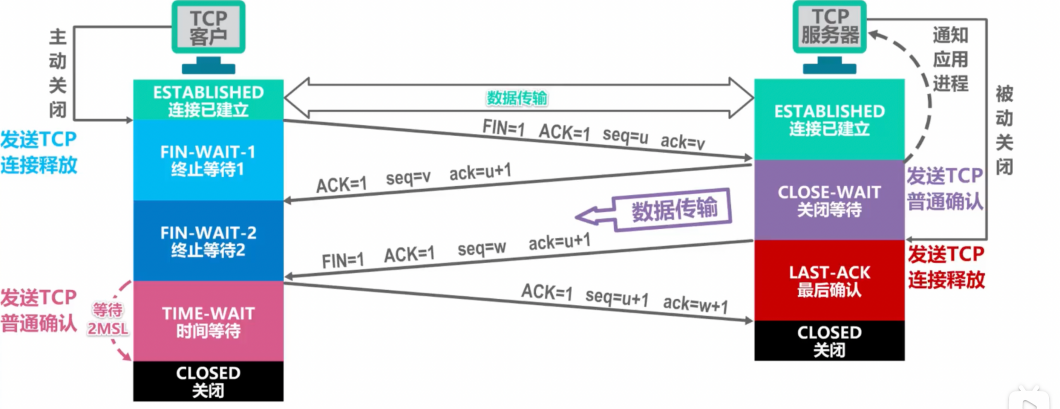 TCP
客户
TCP
服务器
主
动
关
闭
通知
应用
进程
被
动
关
闭
ESTABLISHED
连接已建立
数据传输
ESTABLISHED
连接已建立
FIN=1 ACK=1 seq=u ack=v
发送TCP
连接释放
FIN-WAIT-1
终止等待1
ACK=1 seq=v ack=u+1
CLOSE-WAIT
关闭等待
发送TCP
普通确认
数据传输
FIN-WAIT-2
终止等待2
FIN=1 ACK=1 seq=w ack=u+1
LAST-ACK
最后确认
发送TCP
连接释放
发送TCP
普通确认
等待
2MSL
TIME-WAIT
时间等待
ACK=1 seq=u+1 ack=w+1
CLOSED
关闭
CLOSED
关闭